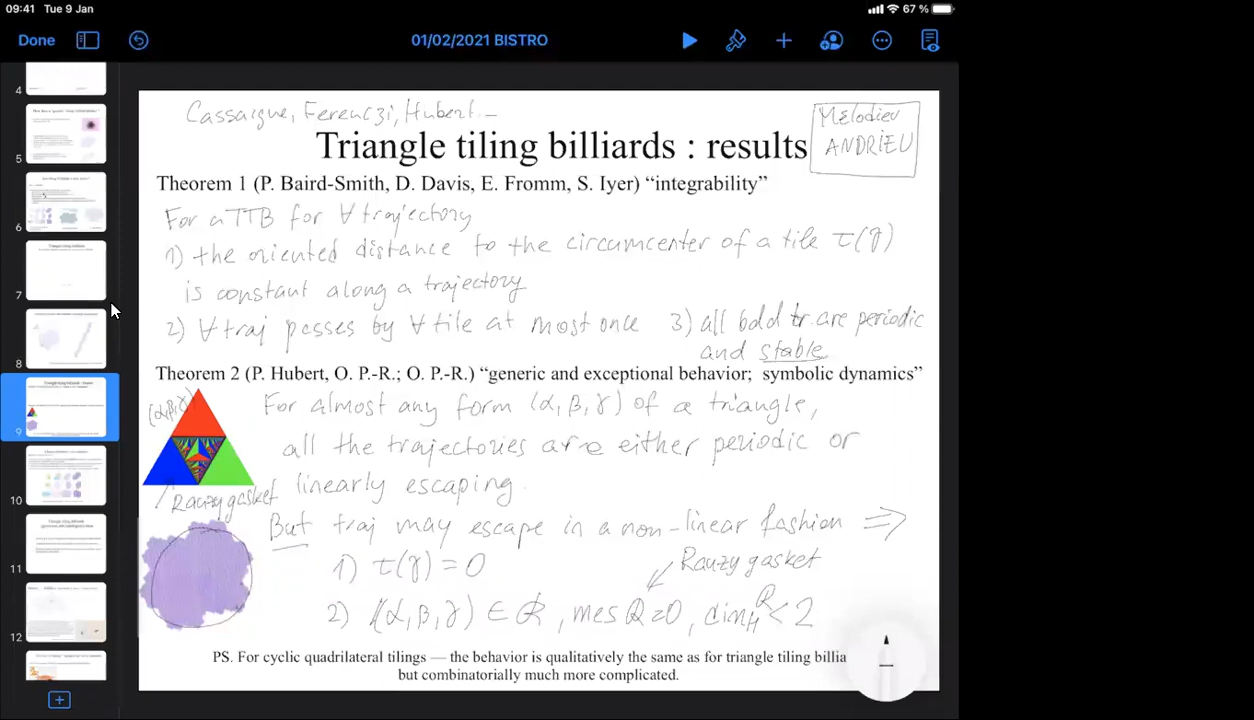 09:41 Tue 9 Jan
67 %
Done
01/02/2021 BISTRO
4
5
6
7
8
9
10
11
12
Cassaigne, Ferenczi, Hubert –
Mélodie
ANDRIEU
Triangle tiling billiards : results
Theorem 1 (P. Baird-Smith, D. Davis, E. Fromm, S. Iyer) “integrability”
For a TTB for ∀ trajectory
1) the oriented distance to the circumcenter of a tile τ(γ)
is constant along a trajectory
2) ∀ traj passes by ∀ tile at most once 3) all bdd tr. are periodic
and stable
Theorem 2 (P. Hubert, O. P.-R.; O. P.-R.) “generic and exceptional behavior; symbolic dynamics”
(α,β,γ)
For almost any form (α, β, γ) of a triangle,
all the trajectories are either periodic or
linearly escaping.
Rauzy gasket
But traj may escape in a non-linear fashion ⇒
1) τ(γ) = 0
Rauzy gasket
2) (α, β, γ) ∈ R, mes R=0, dim_H R < 2
PS. For cyclic quadrilateral tilings — the behavior is qualitatively the same as for triangle tiling billia
but combinatorially much more complicated.